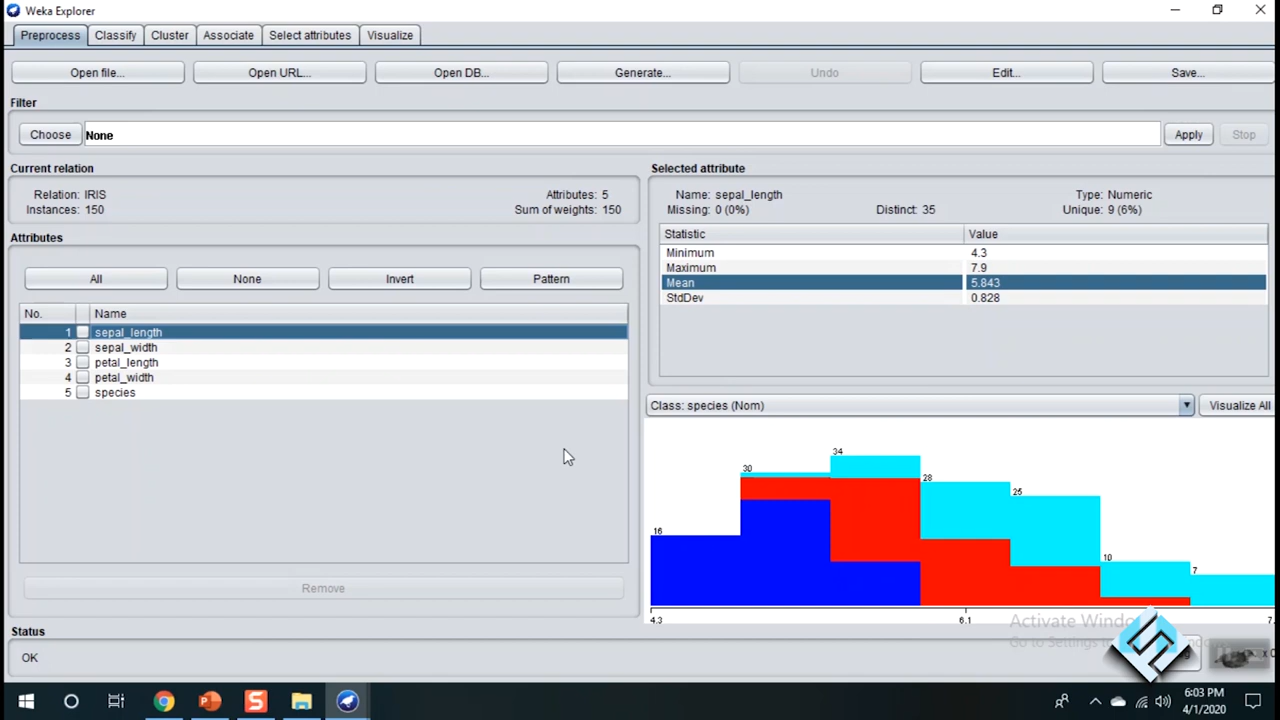 Weka Explorer
Preprocess Classify Cluster Associate Select attributes Visualize
Open file... Open URL... Open DB... Generate... Undo Edit... Save...
Filter
Choose None Apply Stop
Current relation
Relation: IRIS Attributes: 5
Instances: 150 Sum of weights: 150
Selected attribute
Name: sepal_length Type: Numeric
Missing: 0 (0%) Distinct: 35 Unique: 9 (6%)
Statistic Value
Minimum 4.3
Maximum 7.9
Mean 5.843
StdDev 0.828
Attributes
All None Invert Pattern
No. Name
1 sepal_length
2 sepal_width
3 petal_length
4 petal_width
5 species
Remove
Class: species (Nom) Visualize All
16 30 34 28 25 10 7
4.3 6.1
Activate Windo
Go to Settings
Status
OK
x 0
6:03 PM
4/1/2020